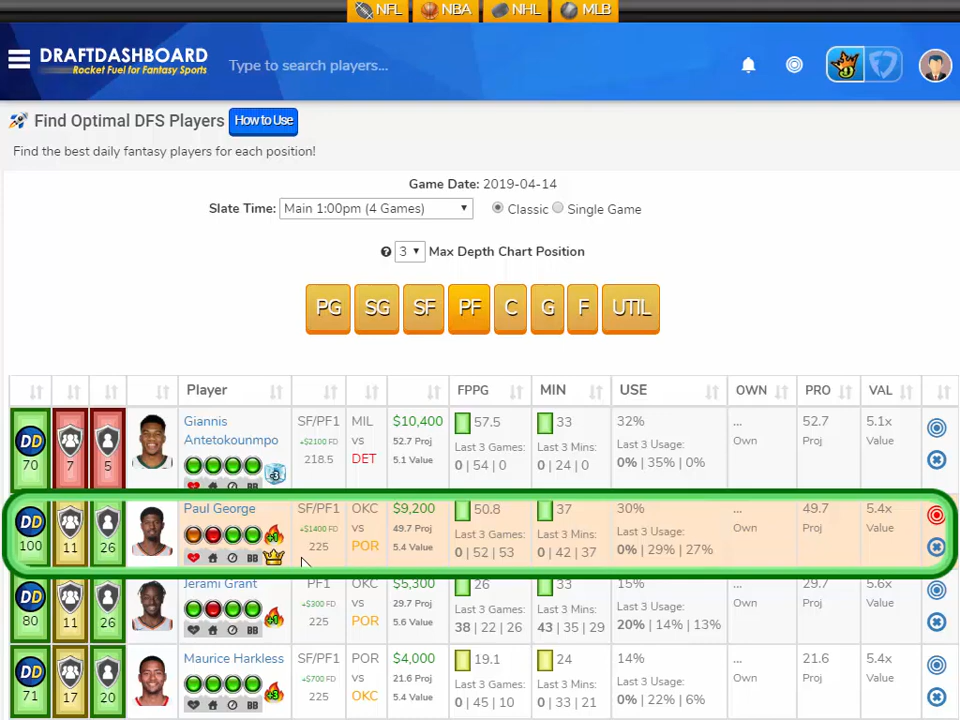 NFL NBA NHL MLB
DRAFTDASHBOARD
Rocket Fuel for Fantasy Sports
Type to search players...
Find Optimal DFS Players How to Use
Find the best daily fantasy players for each position!
Game Date: 2019-04-14
Slate Time: Main 1:00pm (4 Games) Classic Single Game
3 Max Depth Chart Position
PG SG SF PF C G F UTIL
Player FPPG MIN USE OWN PRO VAL
Giannis Antetokounmpo SF/PF1 MIL $10,400 57.5 33 32% ... 52.7 5.1x
+$2100 FD VS 52.7 Proj Last 3 Games: Last 3 Games: Last 3 Usage: Own Proj Value
DD 70 7 5 -3 218.5 DET 5.1 Value 0 | 54 | 0 0 | 24 | 0 0% | 35% | 0%
BB
Paul George SF/PF1 OKC $9,200 50.8 37 30% ... 49.7 5.4x
+$1400 FD VS 49.7 Proj Last 3 Games: Last 3 Games: Last 3 Usage: Own Proj Value
DD 100 11 26 +1 225 POR 5.4 Value 0 | 52 | 53 0 | 42 | 37 0% | 29% | 27%
BB
Jerami Grant PF1 OKC $5,300 26 33 15% ... 29.7 5.6x
+$300 FD VS 29.7 Proj Last 3 Games: Last 3 Games: Last 3 Usage: Own Proj Value
DD 80 11 26 +1 225 POR 5.6 Value 38 | 22 | 26 43 | 35 | 29 20% | 14% | 13%
BB
Maurice Harkless SF/PF1 POR $4,000 19.1 24 14% ... 21.6 5.4x
+$700 FD VS 21.6 Proj Last 3 Games: Last 3 Games: Last 3 Usage: Own Proj Value
DD 71 17 20 +3 225 OKC 5.4 Value 0 | 45 | 10 0 | 33 | 21 0% | 22% | 6%
BB